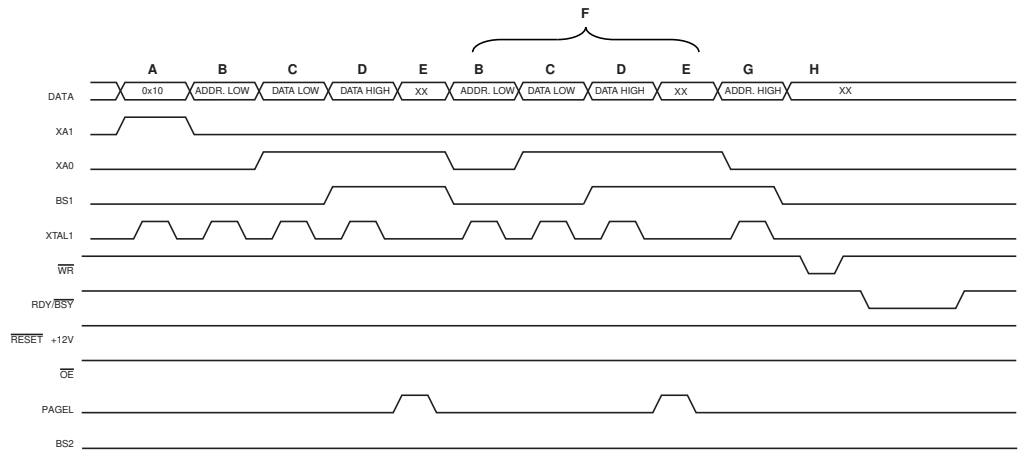 F
A B C D E B C D E G H
DATA 0x10 ADDR. LOW DATA LOW DATA HIGH XX ADDR. LOW DATA LOW DATA HIGH XX ADDR. HIGH XX
XA1
XA0
BS1
XTAL1
WR
RDY/BSY
RESET +12V
OE
PAGEL
BS2